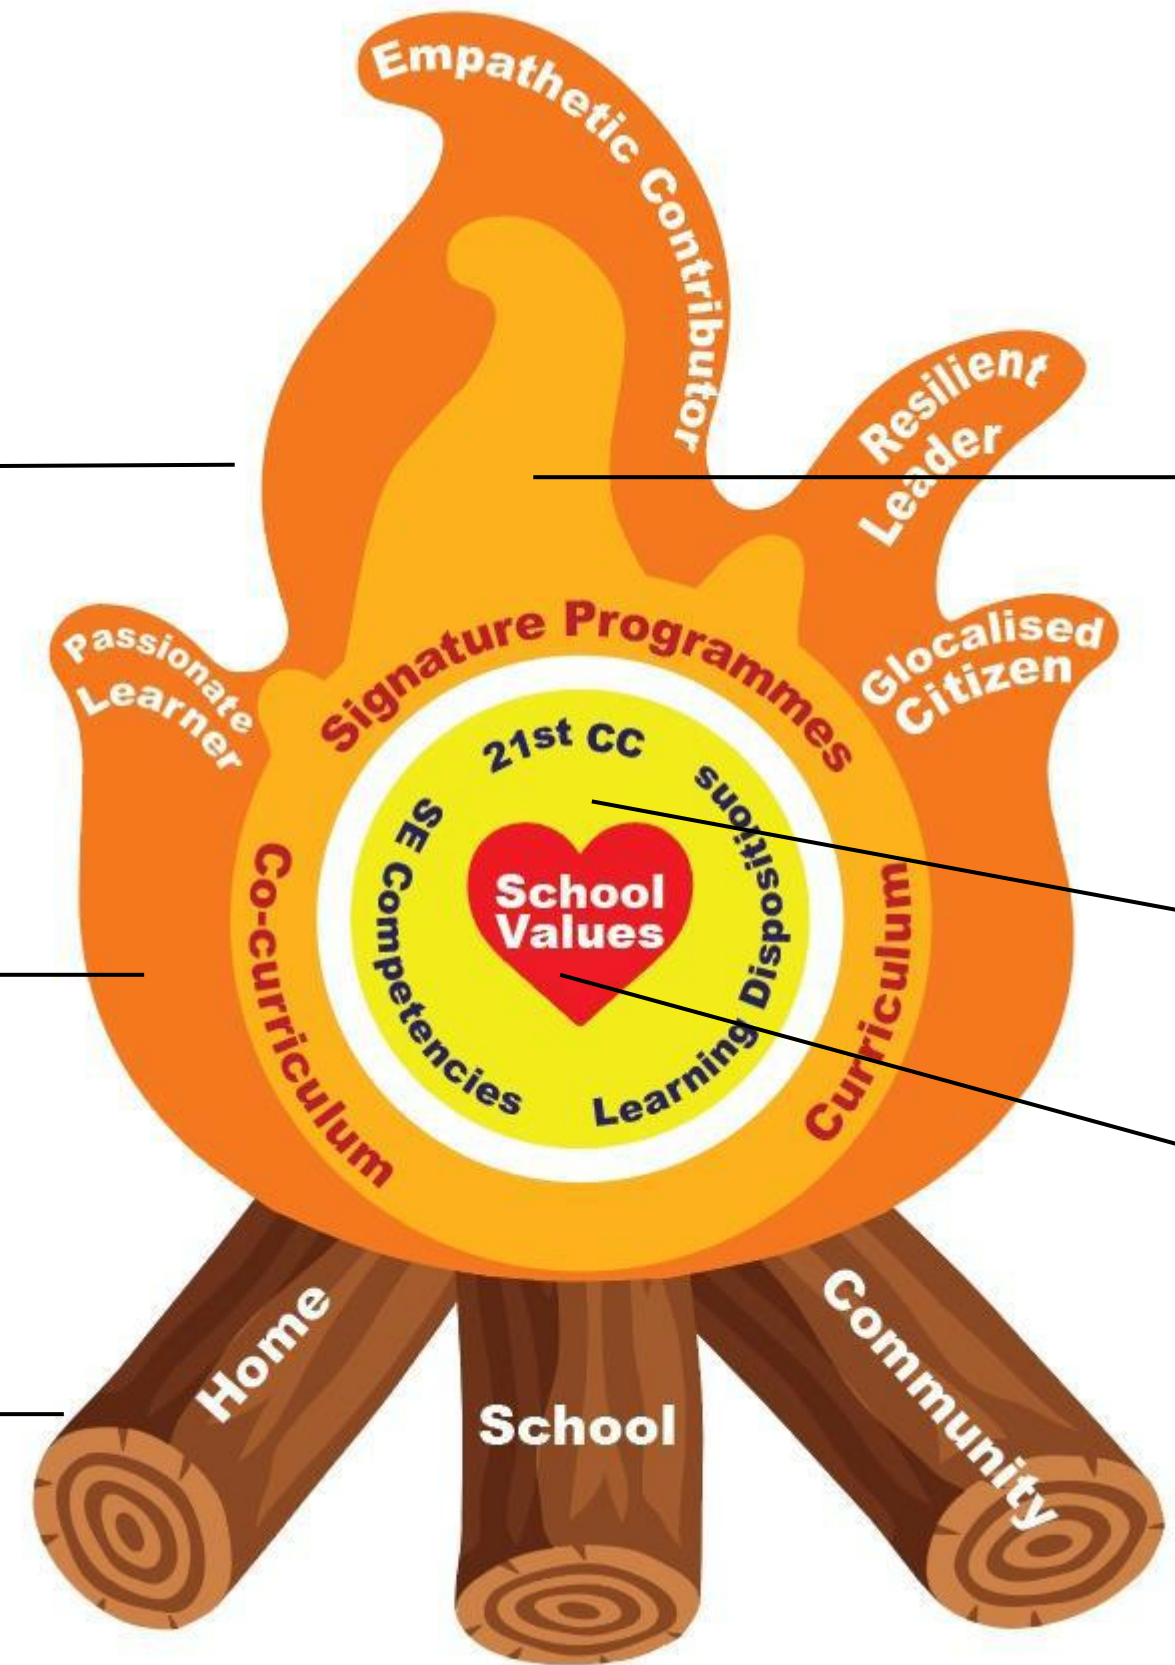 Empathetic Contributor
Resilient
Leader
Passionate
Learner
Glocalised
Citizen
Signature Programmes
Co-curriculum
Curriculum
21st CC
SE Competencies
Learning Dispositions
School
Values
Home
School
Community